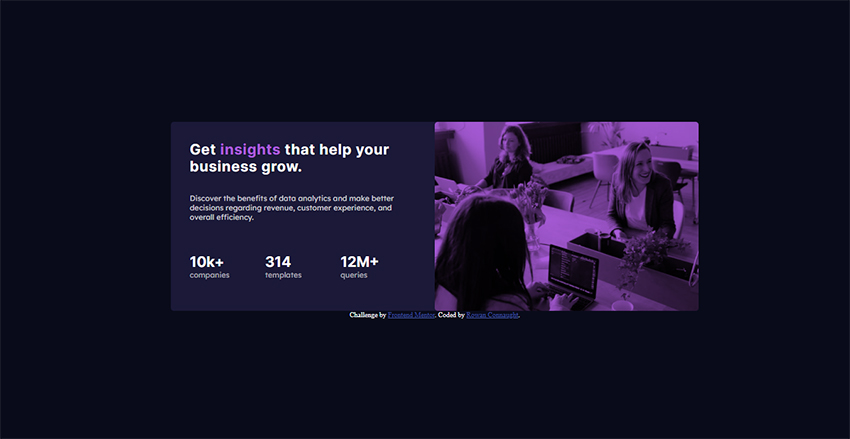 Get insights that help your
business grow.
Discover the benefits of data analytics and make better
decisions regarding revenue, customer experience, and
overall efficiency.
10k+ 314 12M+
companies templates queries
Challenge by Frontend Mentor. Coded by Rowan Connaught.